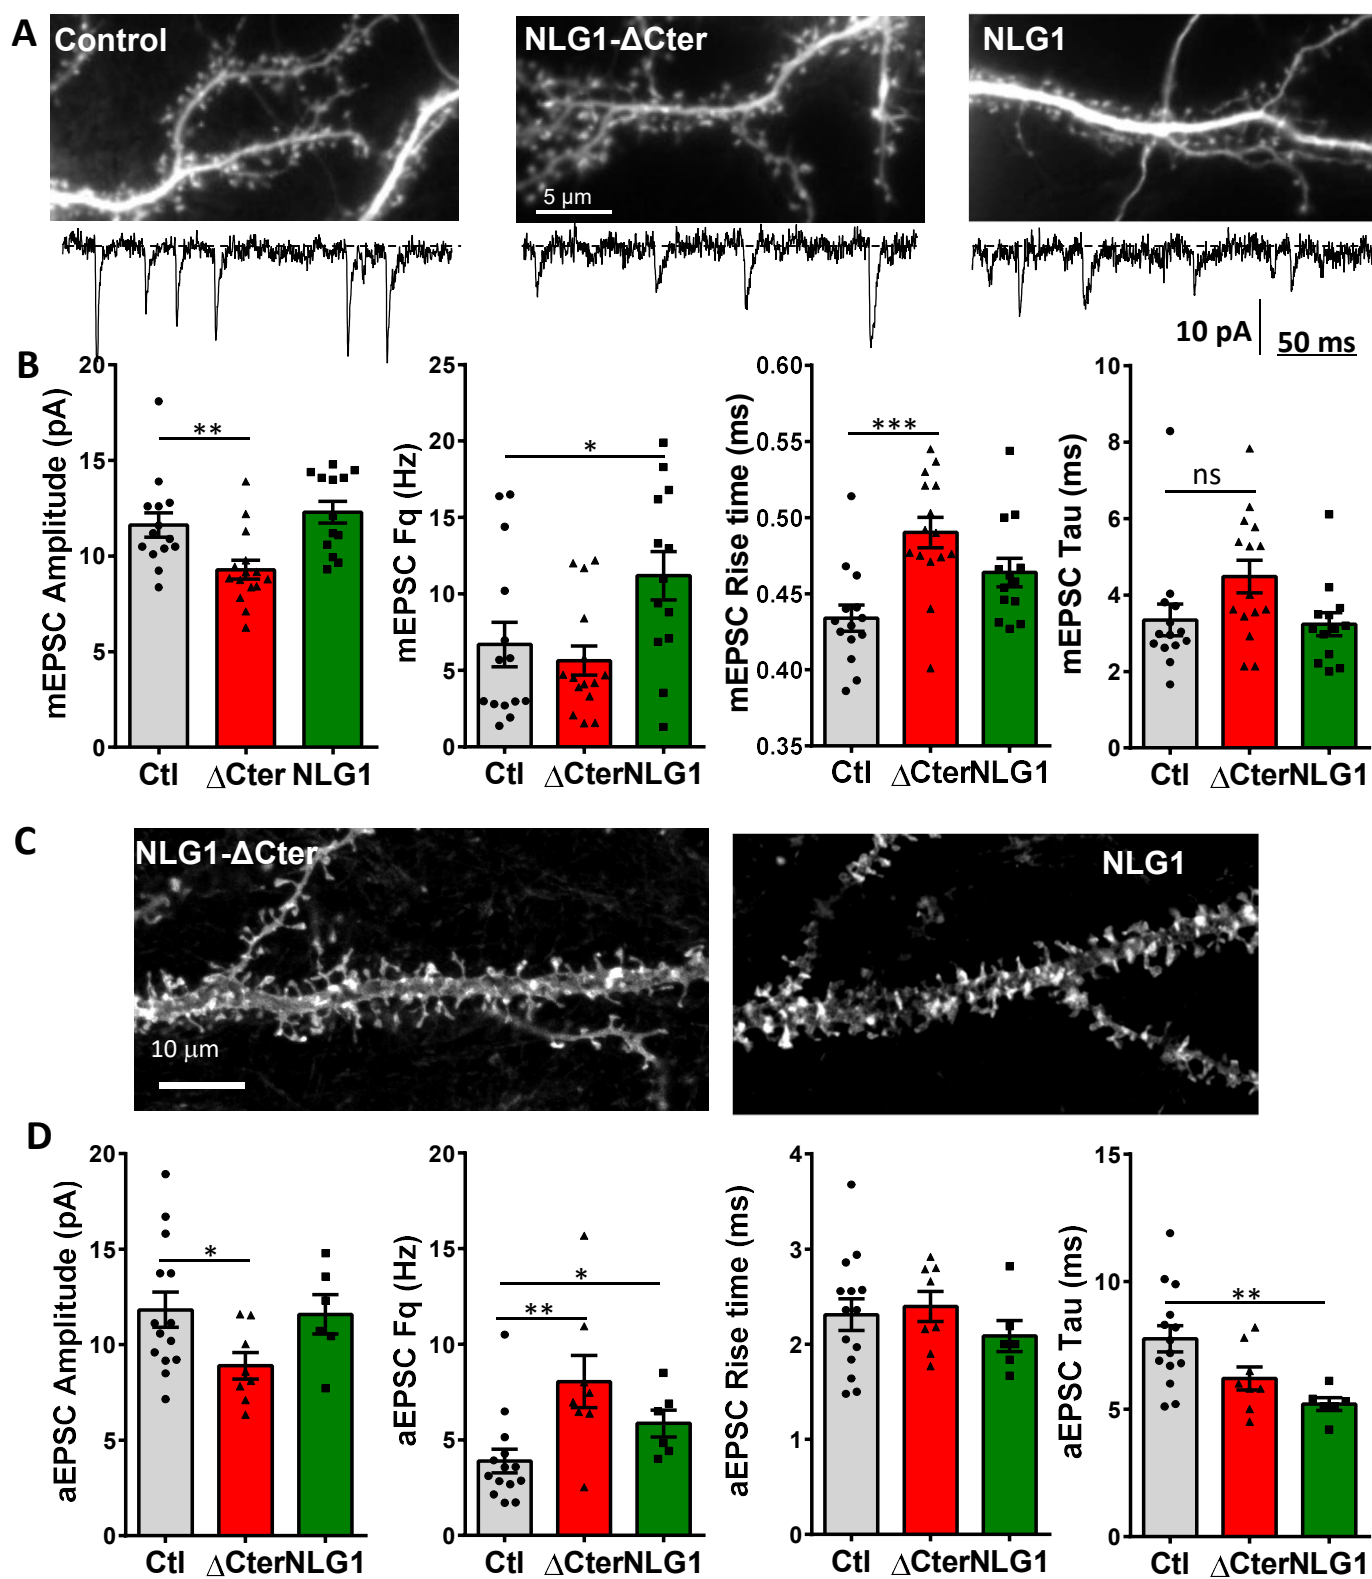 A
Control
NLG1-ΔCter
NLG1
5 µm
10 pA
50 ms
B
mEPSC Amplitude (pA)
20
15
10
5
0
**
Ctl ΔCter NLG1
mEPSC Fq (Hz)
25
20
15
10
5
0
*
Ctl ΔCterNLG1
mEPSC Rise time (ms)
0.60
0.55
0.50
0.45
0.40
0.35
***
Ctl ΔCterNLG1
mEPSC Tau (ms)
10
8
6
4
2
0
ns
Ctl ΔCterNLG1
C
NLG1-ΔCter
NLG1
10 µm
D
aEPSC Amplitude (pA)
20
15
10
5
0
*
Ctl ΔCterNLG1
aEPSC Fq (Hz)
20
15
10
5
0
*
**
Ctl ΔCterNLG1
aEPSC Rise time (ms)
4
3
2
1
0
Ctl ΔCterNLG1
aEPSC Tau (ms)
15
10
5
0
**
Ctl ΔCterNLG1